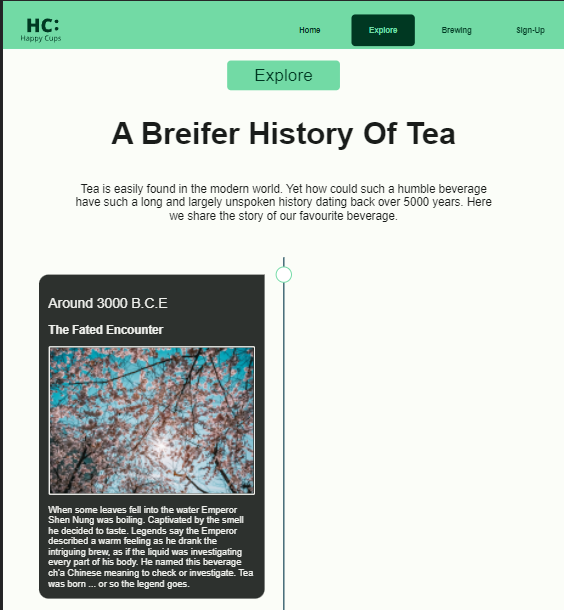 HC:
Happy Cups
Home Explore Brewing Sign-Up
Explore
A Breifer History Of Tea
Tea is easily found in the modern world. Yet how could such a humble beverage
have such a long and largely unspoken history dating back over 5000 years. Here
we share the story of our favourite beverage.
Around 3000 B.C.E
The Fated Encounter
When some leaves fell into the water Emperor
Shen Nung was boiling. Captivated by the smell
he decided to taste. Legends say the Emperor
described a warm feeling as he drank the
intriguing brew, as if the liquid was investigating
every part of his body. He named this beverage
ch'a Chinese meaning to check or investigate. Tea
was born ... or so the legend goes.